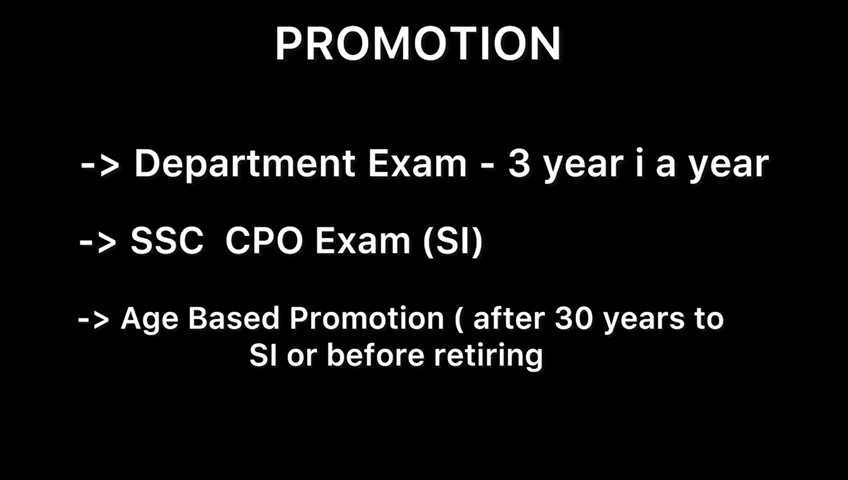 PROMOTION
-> Department Exam - 3 year i a year
-> SSC CPO Exam (SI)
-> Age Based Promotion ( after 30 years to
SI or before retiring